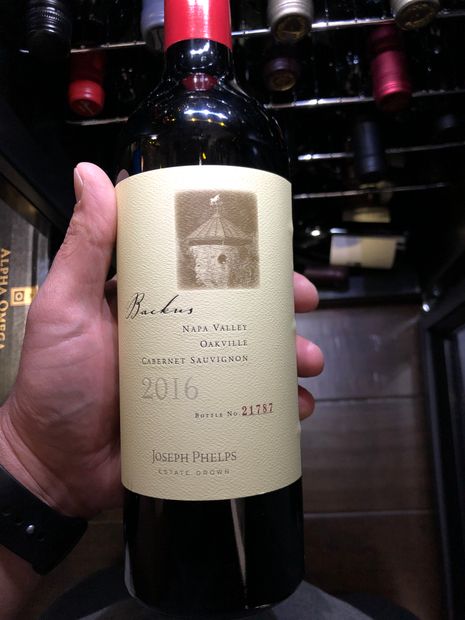 Backus
NAPA VALLEY
OAKVILLE
CABERNET SAUVIGNON
2016
BOTTLE NO. 21787
JOSEPH PHELPS
ESTATE GROWN
ALPHA OMEGA